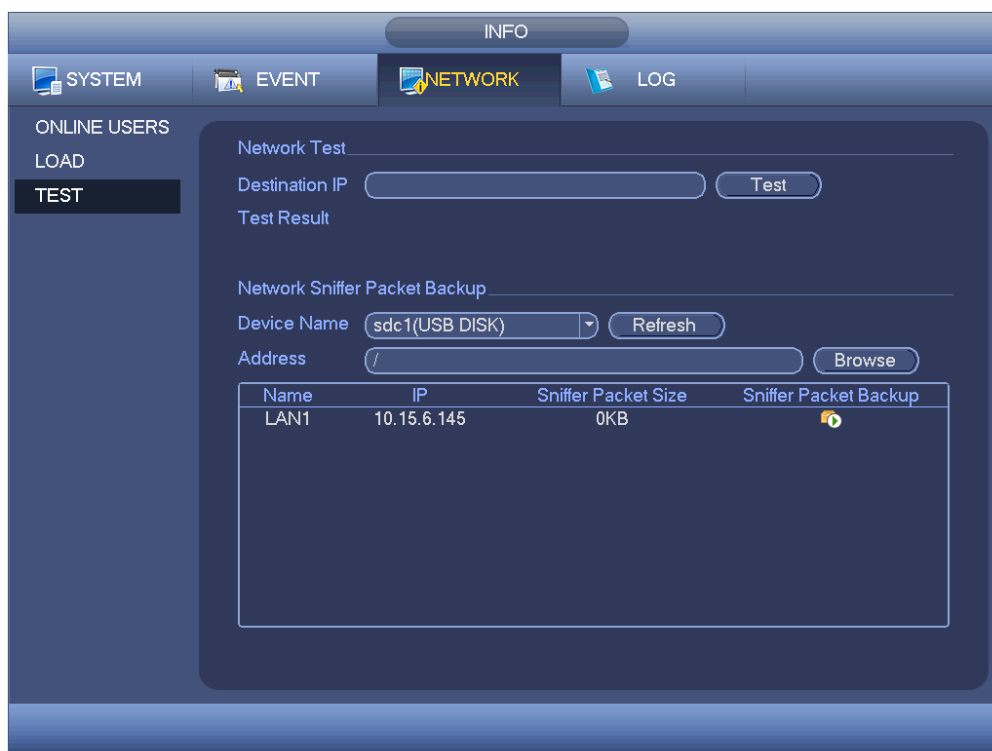 INFO
SYSTEM EVENT NETWORK LOG
ONLINE USERS
LOAD
TEST
Network Test
Destination IP Test
Test Result
Network Sniffer Packet Backup
Device Name sdc1(USB DISK) Refresh
Address / Browse
Name IP Sniffer Packet Size Sniffer Packet Backup
LAN1 10.15.6.145 0KB